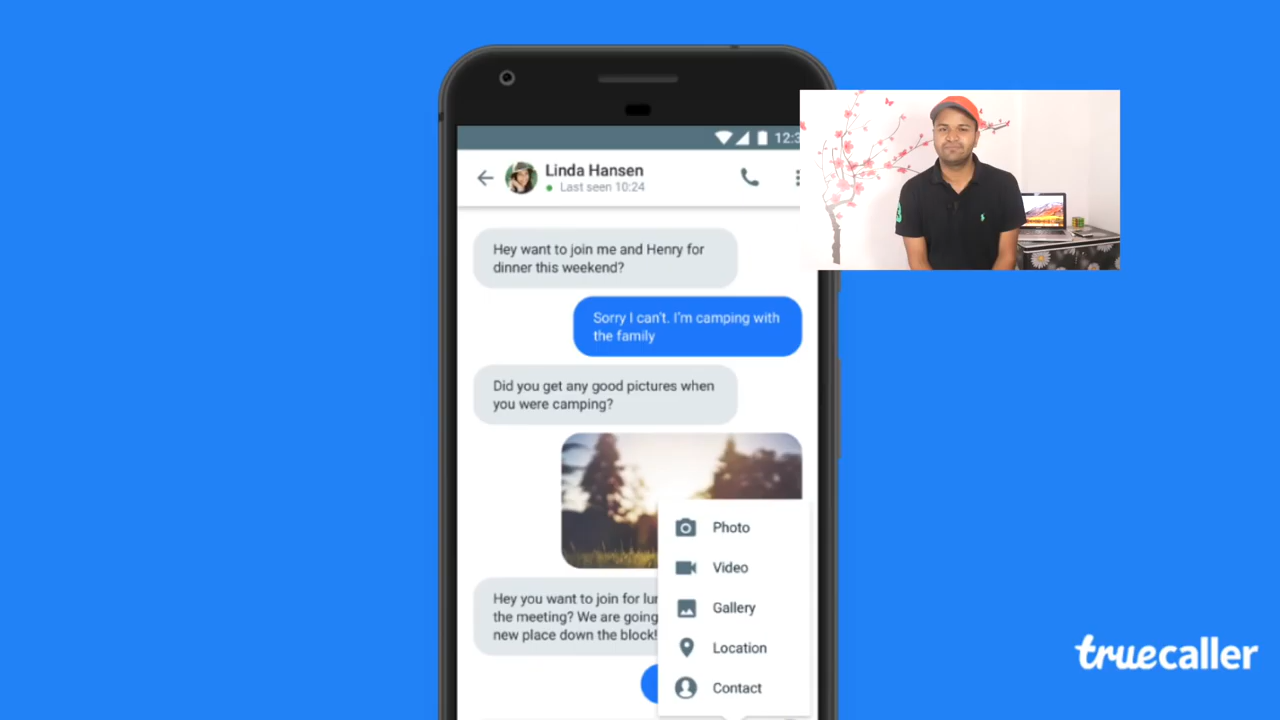 12:3
Linda Hansen
Last seen 10:24
Hey want to join me and Henry for
dinner this weekend?
Sorry I can't. I'm camping with
the family
Did you get any good pictures when
you were camping?
Photo
Video
Gallery
Hey you want to join for lun
the meeting? We are going
new place down the block!
Location
Contact
truecaller